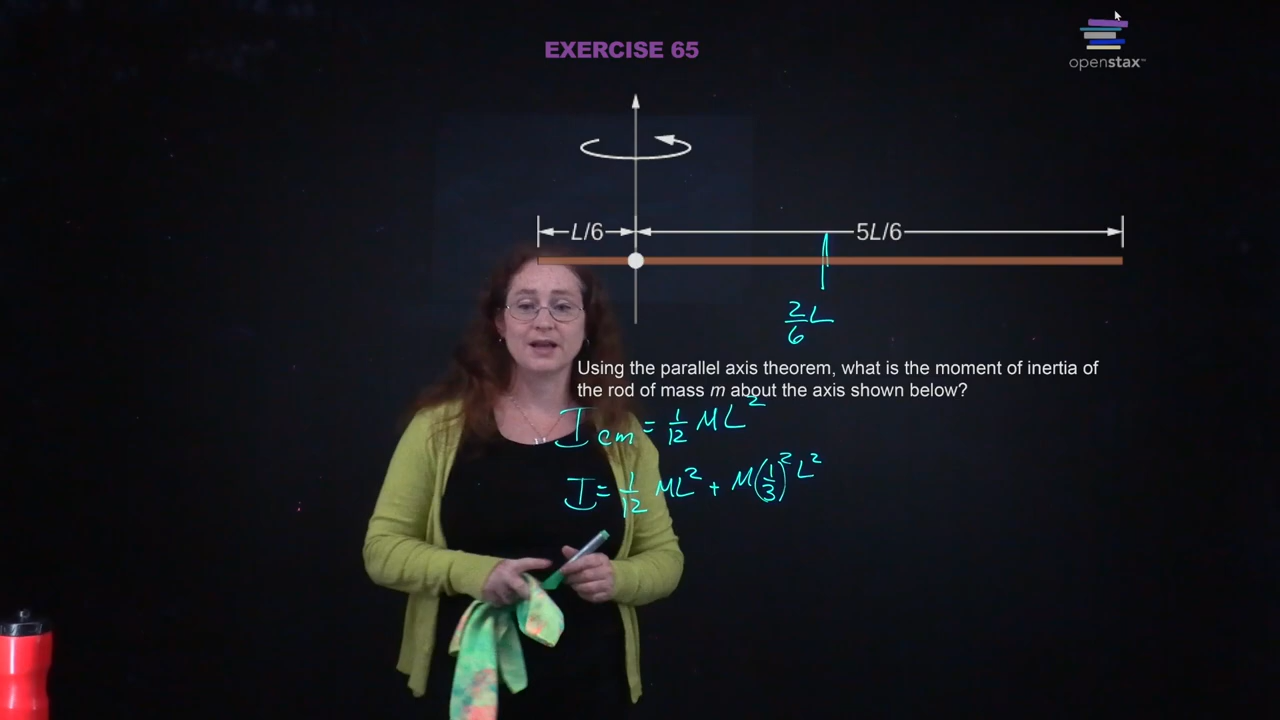 EXERCISE 65
openstax™
L/6
5L/6
2/6 L
Using the parallel axis theorem, what is the moment of inertia of
the rod of mass m about the axis shown below?
I cm = 1/12 ML²
I = 1/12 ML² + M(1/3)² L²